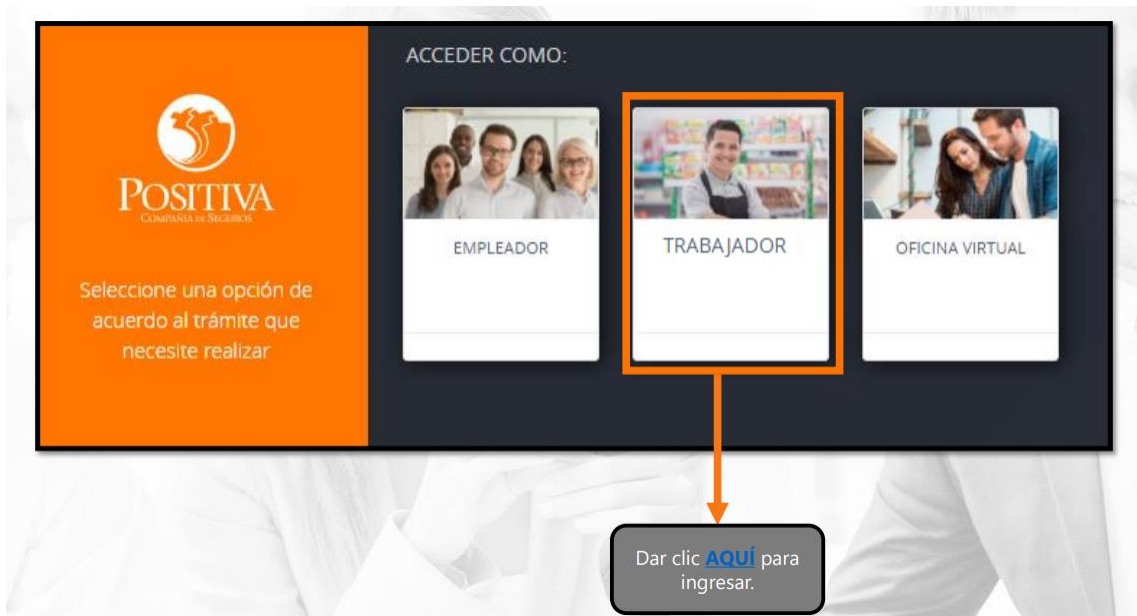 ACCEDER COMO:
POSITIVA
COMPAÑÍA DE SEGUROS
Seleccione una opción de
acuerdo al trámite que
necesite realizar
EMPLEADOR
TRABAJADOR
OFICINA VIRTUAL
Dar clic AQUÍ para
ingresar.